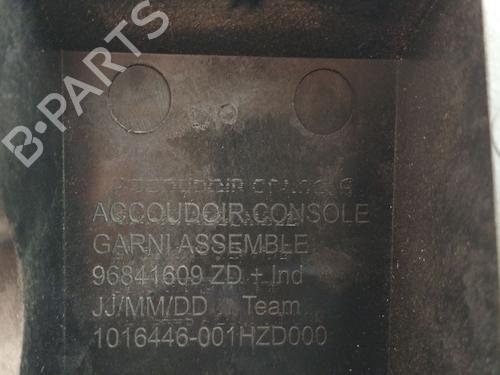 B-PARTS
ACCOUDOIR CONSOLE
GARNI ASSEMBLE
96841609 ZD + Ind
JJ/MM/DD Team
1016446-001HZD000